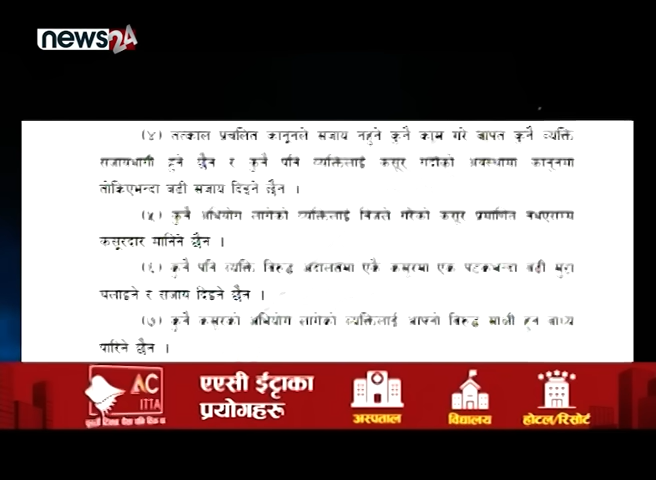 news24
(४) तत्काल प्रचलित कानूनले सजाय नहुने कुनै काम गरे बापत कुनै व्यक्ति
सजायभागी हुने छैन र कुनै पनि व्यक्तिलाई कसूर गर्दाको अवस्थामा कानूनमा
तोकिएभन्दा बढी सजाय दिइने छैन ।
(५) कुनै अभियोग लागेको व्यक्तिलाई निजले गरेको कसूर प्रमाणित नभएसम्म
कसूरदार मानिने छैन ।
(६) कुनै पनि व्यक्ति विरुद्ध अदालतमा एकै कसूरमा एक पटकभन्दा बढी मुद्दा
चलाइने र सजाय दिइने छैन ।
(७) कुनै कसूरको अभियोग लागेको व्यक्तिलाई आफ्नो विरुद्ध साक्षी हुन बाध्य
पारिने छैन ।
AC
ITTA
एएसी ईट्टाका
प्रयोगहरू
अस्पताल
विद्यालय
होटल/रिसोर्ट